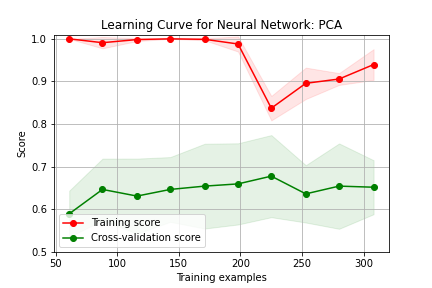 Learning Curve for Neural Network: PCA
1.0
0.9
0.8
0.7
0.6
0.5
Score
Training score
Cross-validation score
50 100 150 200 250 300
Training examples